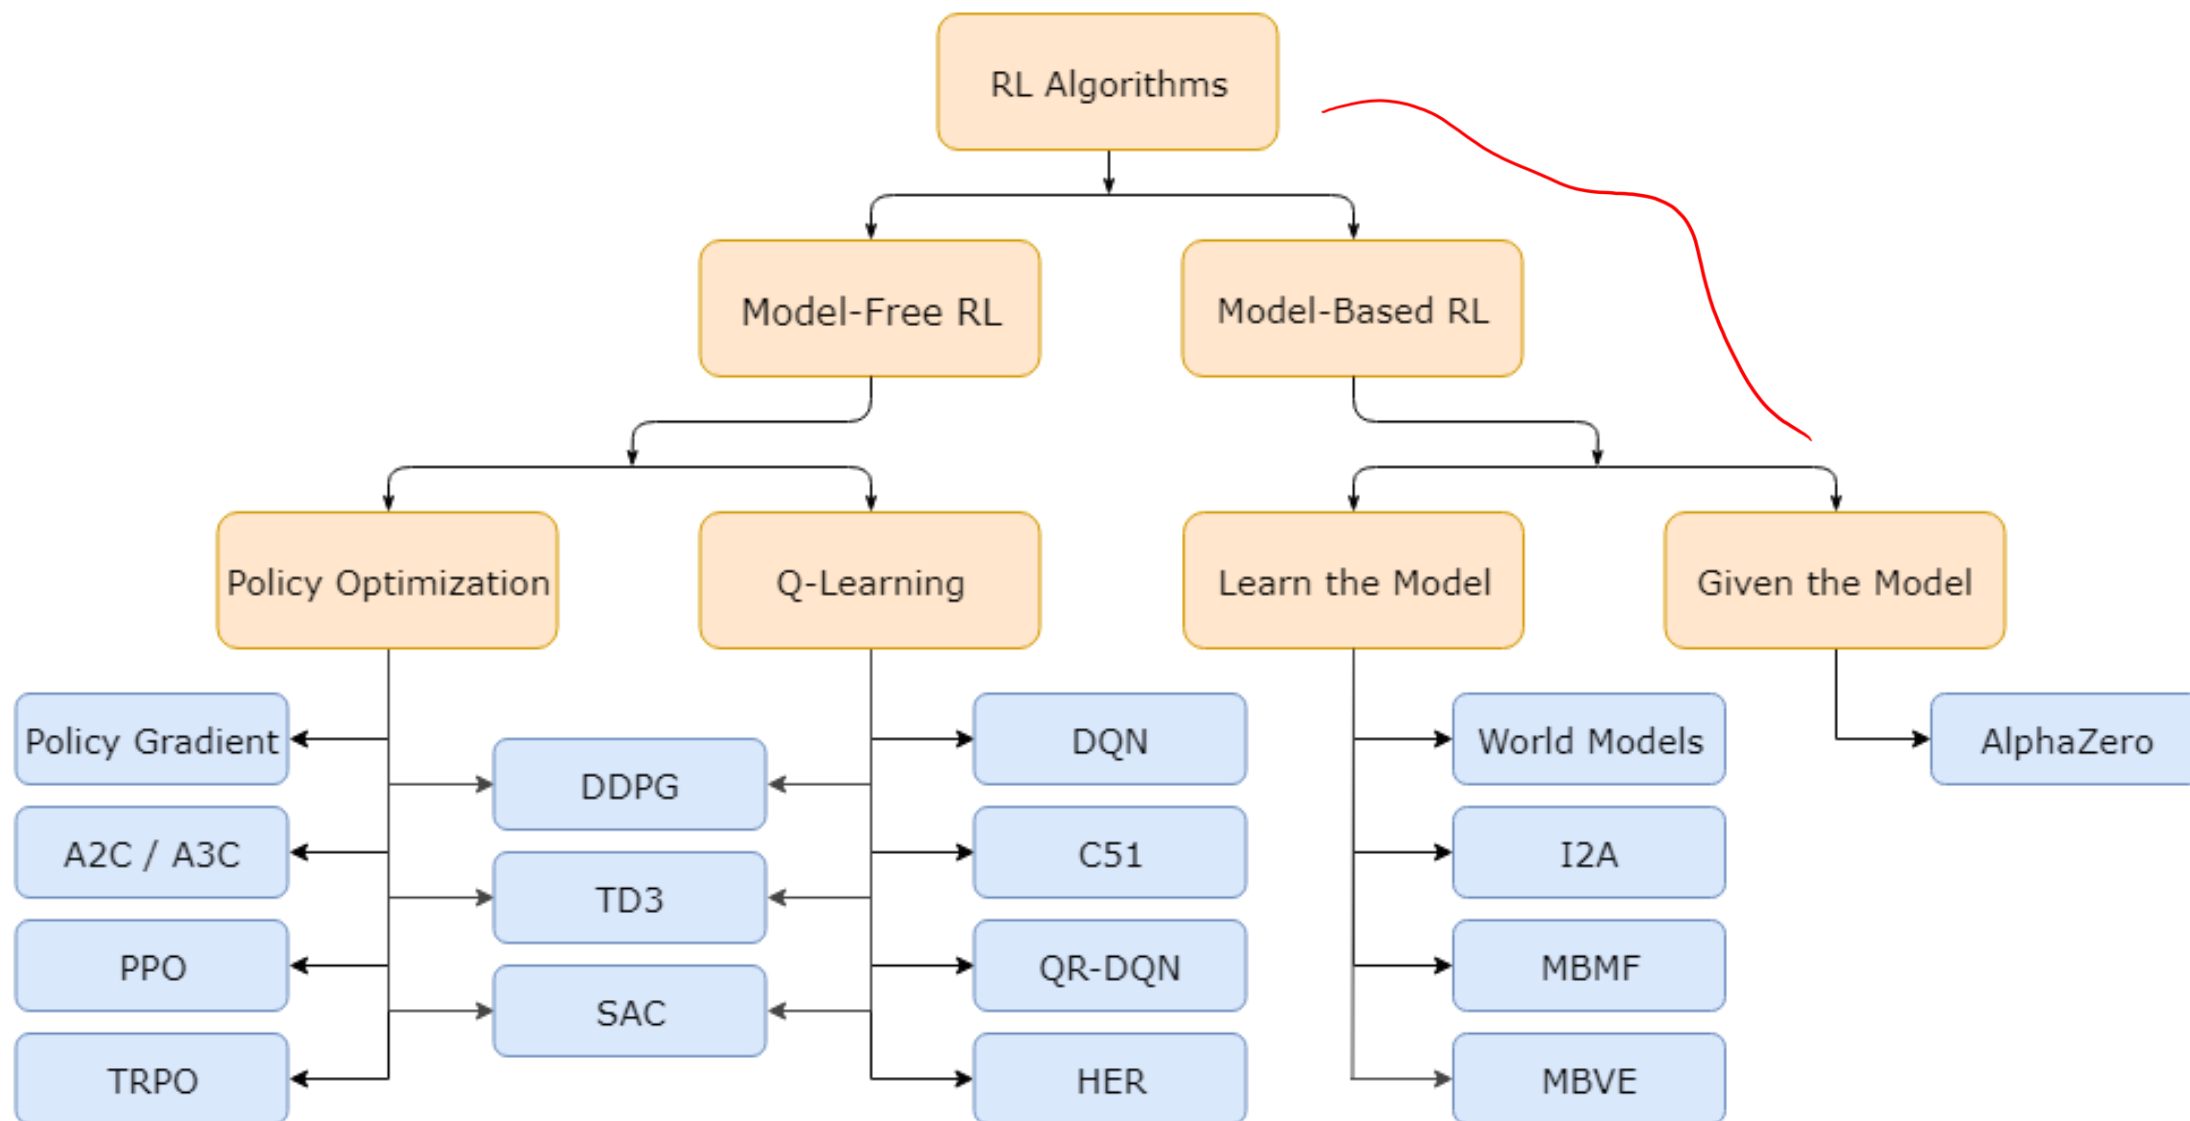 RL Algorithms
Model-Free RL
Model-Based RL
Policy Optimization
Q-Learning
Learn the Model
Given the Model
Policy Gradient
A2C / A3C
PPO
TRPO
DDPG
TD3
SAC
DQN
C51
QR-DQN
HER
World Models
I2A
MBMF
MBVE
AlphaZero